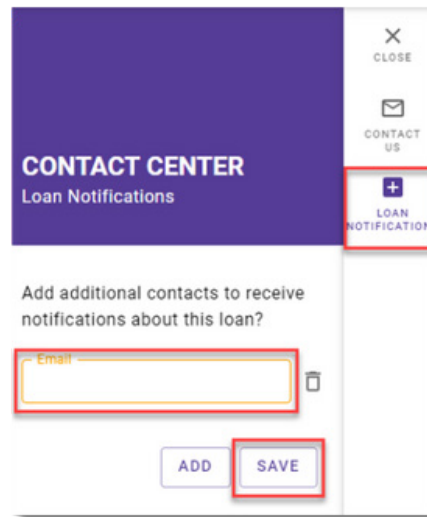 CLOSE
CONTACT
US
LOAN
NOTIFICATION
CONTACT CENTER
Loan Notifications
Add additional contacts to receive
notifications about this loan?
Email
ADD
SAVE